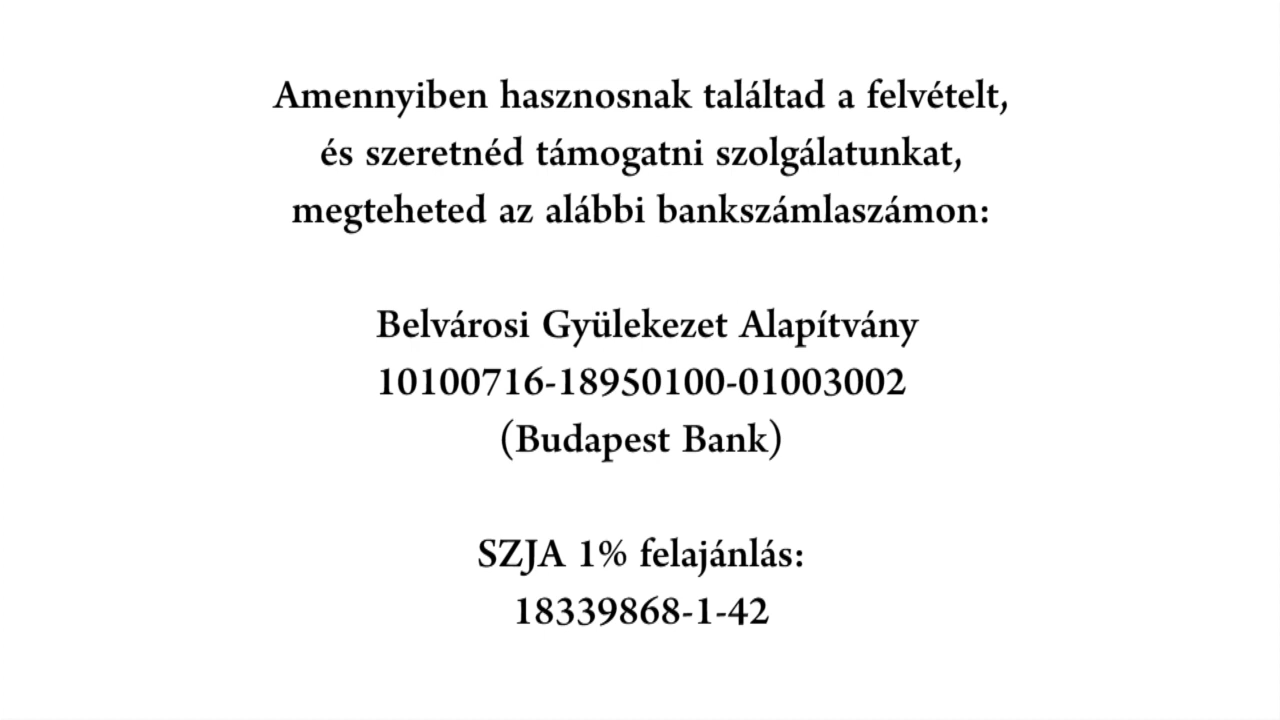 Amennyiben hasznosnak találtad a felvételt,
és szeretnéd támogatni szolgálatunkat,
megteheted az alábbi bankszámlaszámon:
Belvárosi Gyülekezet Alapítvány
10100716-18950100-01003002
(Budapest Bank)
SZJA 1% felajánlás:
18339868-1-42